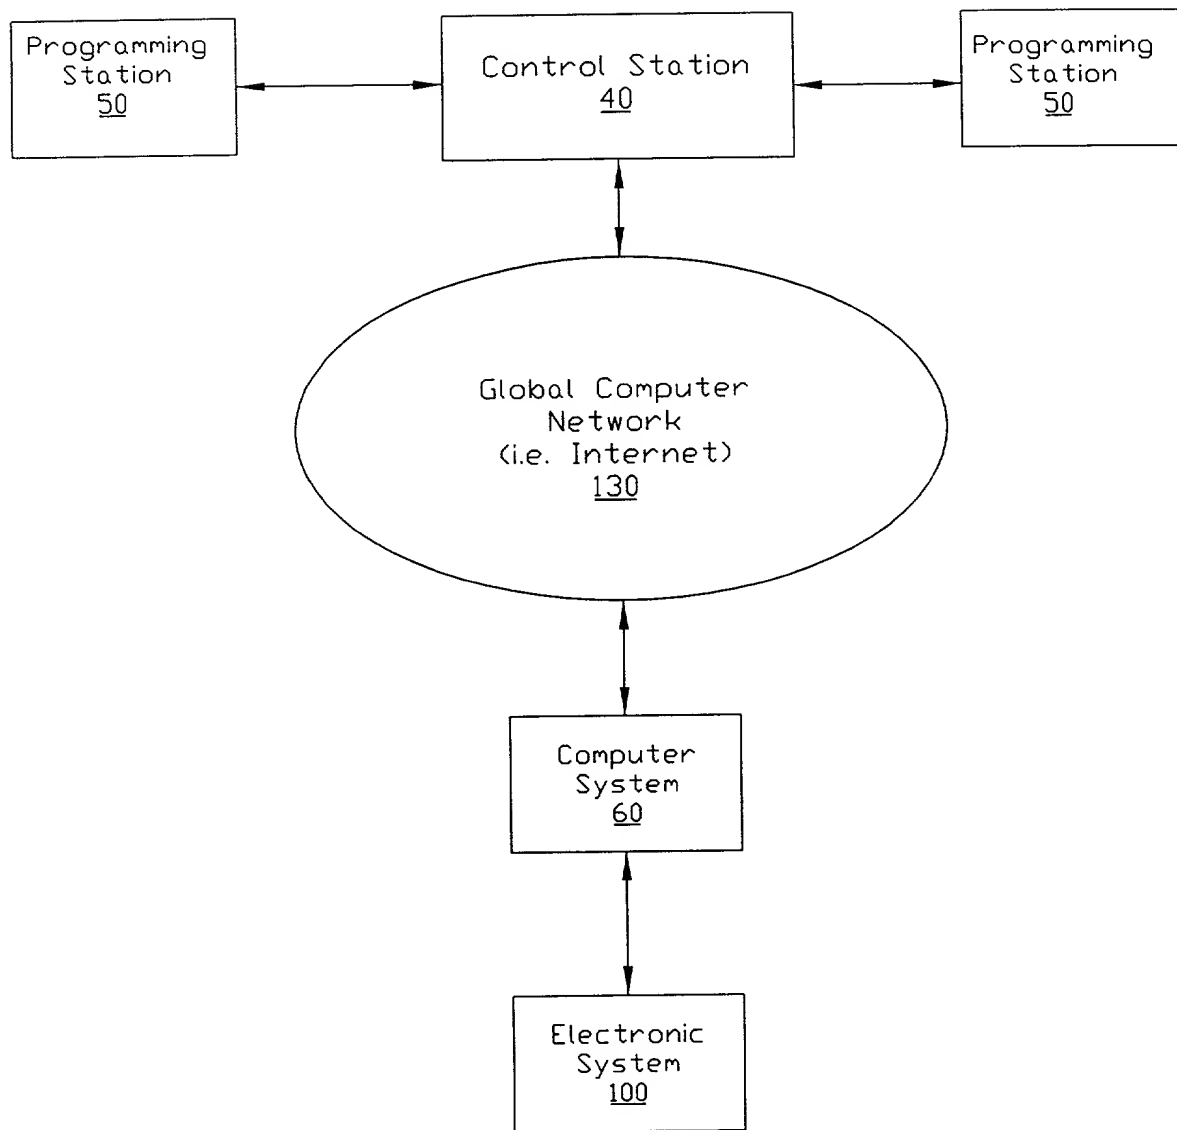 Programming
Station
50
Control Station
40
Programming
Station
50
Global Computer
Network
(i.e. Internet)
130
Computer
System
60
Electronic
System
100